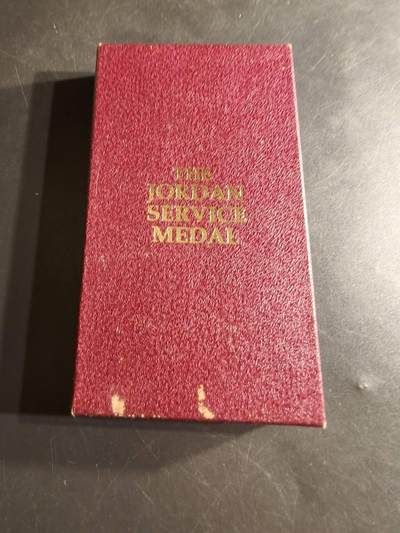 THE
JORDAN
SERVICE
MEDAL